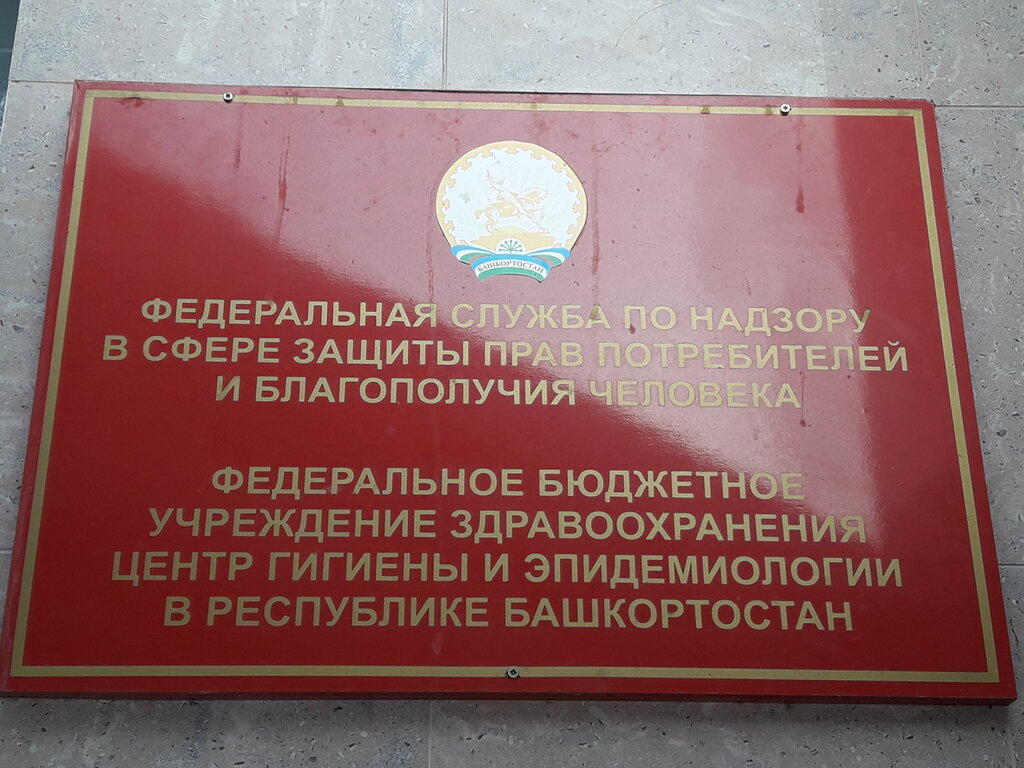 БАШКОРТОСТАН
ФЕДЕРАЛЬНАЯ СЛУЖБА ПО НАДЗОРУ
В СФЕРЕ ЗАЩИТЫ ПРАВ ПОТРЕБИТЕЛЕЙ
И БЛАГОПОЛУЧИЯ ЧЕЛОВЕКА
ФЕДЕРАЛЬНОЕ БЮДЖЕТНОЕ
УЧРЕЖДЕНИЕ ЗДРАВООХРАНЕНИЯ
ЦЕНТР ГИГИЕНЫ И ЭПИДЕМИОЛОГИИ
В РЕСПУБЛИКЕ БАШКОРТОСТАН